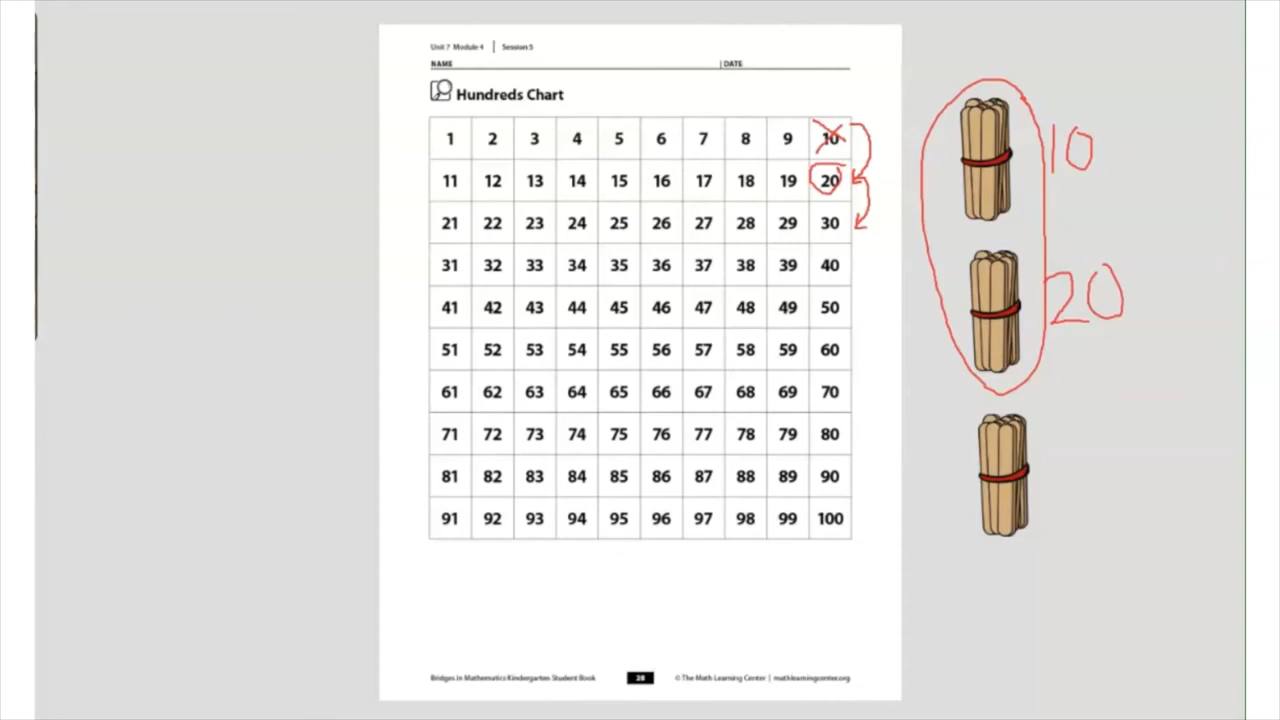 Unit 7 Module 4 | Session 5
NAME | DATE
Hundreds Chart
1 2 3 4 5 6 7 8 9 10
11 12 13 14 15 16 17 18 19 20
21 22 23 24 25 26 27 28 29 30
31 32 33 34 35 36 37 38 39 40
41 42 43 44 45 46 47 48 49 50
51 52 53 54 55 56 57 58 59 60
61 62 63 64 65 66 67 68 69 70
71 72 73 74 75 76 77 78 79 80
81 82 83 84 85 86 87 88 89 90
91 92 93 94 95 96 97 98 99 100
Bridges in Mathematics Kindergarten Student Book 28 © The Math Learning Center | mathlearningcenter.org
10
20